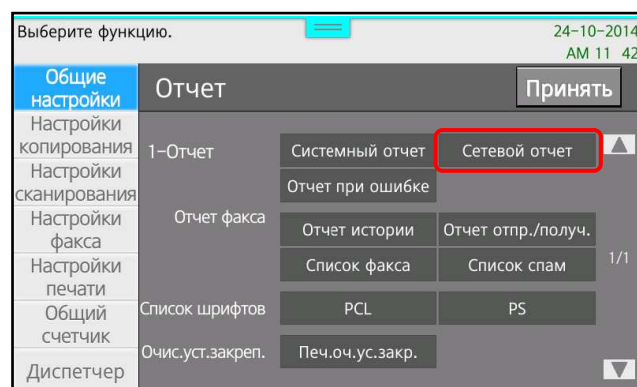 Выберите функцию.
24-10-2014
AM 11 42
Общие
настройки
Отчет
Принять
Настройки
копирования
1-Отчет
Системный отчет
Сетевой отчет
Настройки
сканирования
Отчет при ошибке
Настройки
факса
Отчет факса
Отчет истории
Отчет отпр./получ.
Настройки
печати
Список факса
Список спам
1/1
Общий
счетчик
Список шрифтов
PCL
PS
Очис.уст.закреп.
Печ.оч.ус.закр.
Диспетчер